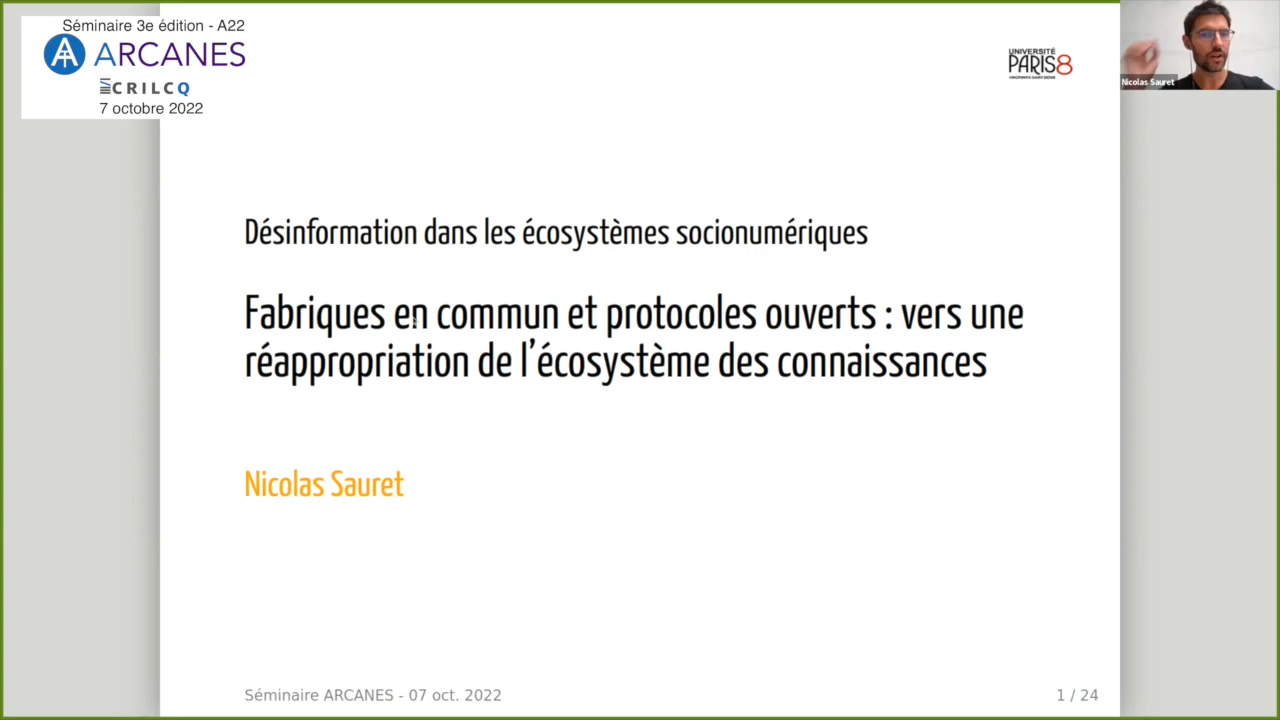 Séminaire 3e édition - A22
ARCANES
CRILCQ
7 octobre 2022
UNIVERSITÉ
PARIS8
VINCENNES-SAINT-DENIS
Nicolas Sauret
Désinformation dans les écosystèmes socionumériques
Fabriques en commun et protocoles ouverts : vers une
réappropriation de l’écosystème des connaissances
Nicolas Sauret
Séminaire ARCANES - 07 oct. 2022
1 / 24